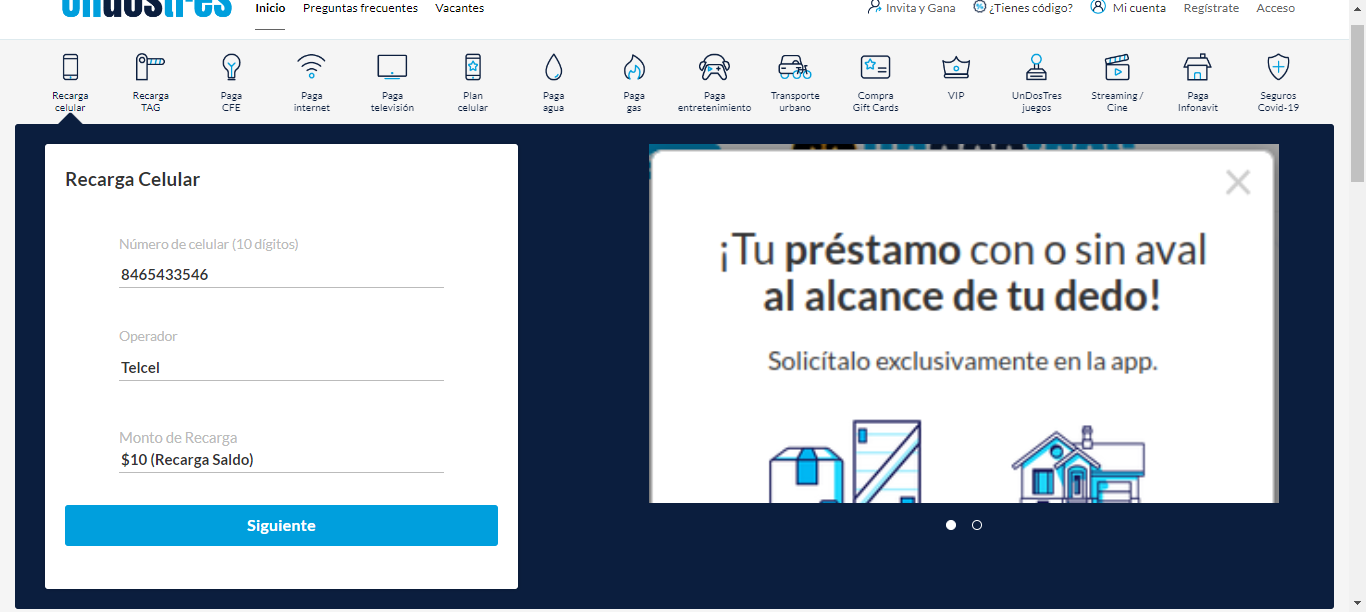 UnDosTres
Inicio Preguntas frecuentes Vacantes
Invita y Gana ¿Tienes código? Mi cuenta Regístrate Acceso
Recarga
celular
Recarga
TAG
Paga
CFE
Paga
internet
Paga
televisión
Plan
celular
Paga
agua
Paga
gas
Paga
entretenimiento
Transporte
urbano
Compra
Gift Cards
VIP
UnDosTres
juegos
Streaming /
Cine
Paga
Infonavit
Seguros
Covid-19
Recarga Celular
Número de celular (10 dígitos)
8465433546
Operador
Telcel
Monto de Recarga
$10 (Recarga Saldo)
Siguiente
¡Tu préstamo con o sin aval
al alcance de tu dedo!
Solicítalo exclusivamente en la app.